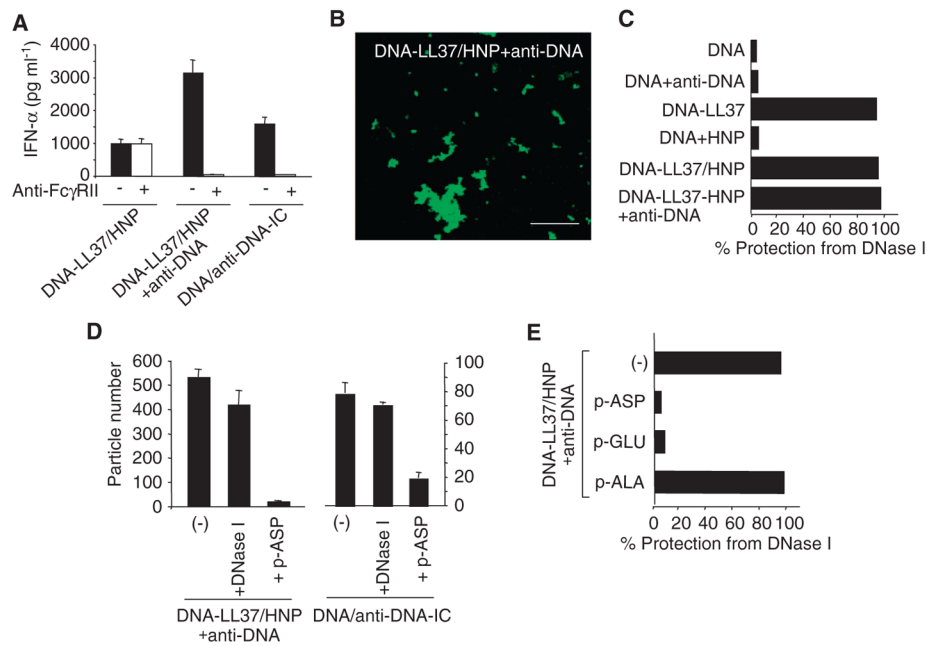 A
IFN-α (pg ml-1)
4000
3000
2000
1000
0
Anti-FcγRII
- + - + - +
DNA-LL37/HNP
DNA-LL37/HNP
+anti-DNA
DNA/anti-DNA-IC
B
DNA-LL37/HNP+anti-DNA
C
DNA
DNA+anti-DNA
DNA-LL37
DNA+HNP
DNA-LL37/HNP
DNA-LL37-HNP
+anti-DNA
0 20 40 60 80 100
% Protection from DNase I
D
Particle number
600
500
400
300
200
100
0
100
80
60
40
20
0
(-)
+DNase I
+ p-ASP
(-)
+DNase I
+ p-ASP
DNA-LL37/HNP
+anti-DNA
DNA/anti-DNA-IC
E
DNA-LL37/HNP
+anti-DNA
(-)
p-ASP
p-GLU
p-ALA
0 20 40 60 80 100
% Protection from DNase I